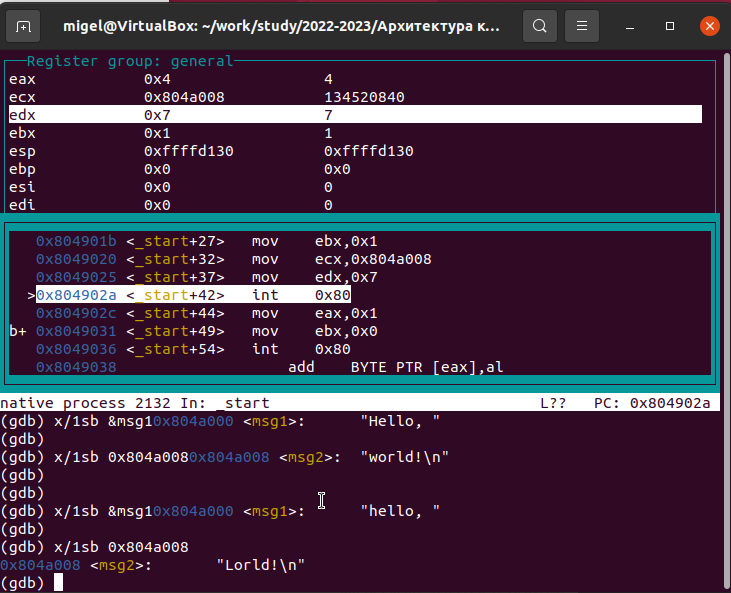 migel@VirtualBox: ~/work/study/2022-2023/Архитектура к...
Register group: general
eax 0x4 4
ecx 0x804a008 134520840
edx 0x7 7
ebx 0x1 1
esp 0xffffd130 0xffffd130
ebp 0x0 0x0
esi 0x0 0
edi 0x0 0
0x804901b <_start+27> mov ebx,0x1
0x8049020 <_start+32> mov ecx,0x804a008
0x8049025 <_start+37> mov edx,0x7
>0x804902a <_start+42> int 0x80
0x804902c <_start+44> mov eax,0x1
b+ 0x8049031 <_start+49> mov ebx,0x0
0x8049036 <_start+54> int 0x80
0x8049038 add BYTE PTR [eax],al
native process 2132 In: _start L?? PC: 0x804902a
(gdb) x/1sb &msg10x804a000 <msg1>: "Hello, "
(gdb)
(gdb) x/1sb 0x804a0080x804a008 <msg2>: "world!\n"
(gdb)
(gdb)
(gdb) x/1sb &msg10x804a000 <msg1>: "hello, "
(gdb)
(gdb) x/1sb 0x804a008
0x804a008 <msg2>: "Lorld!\n"
(gdb)